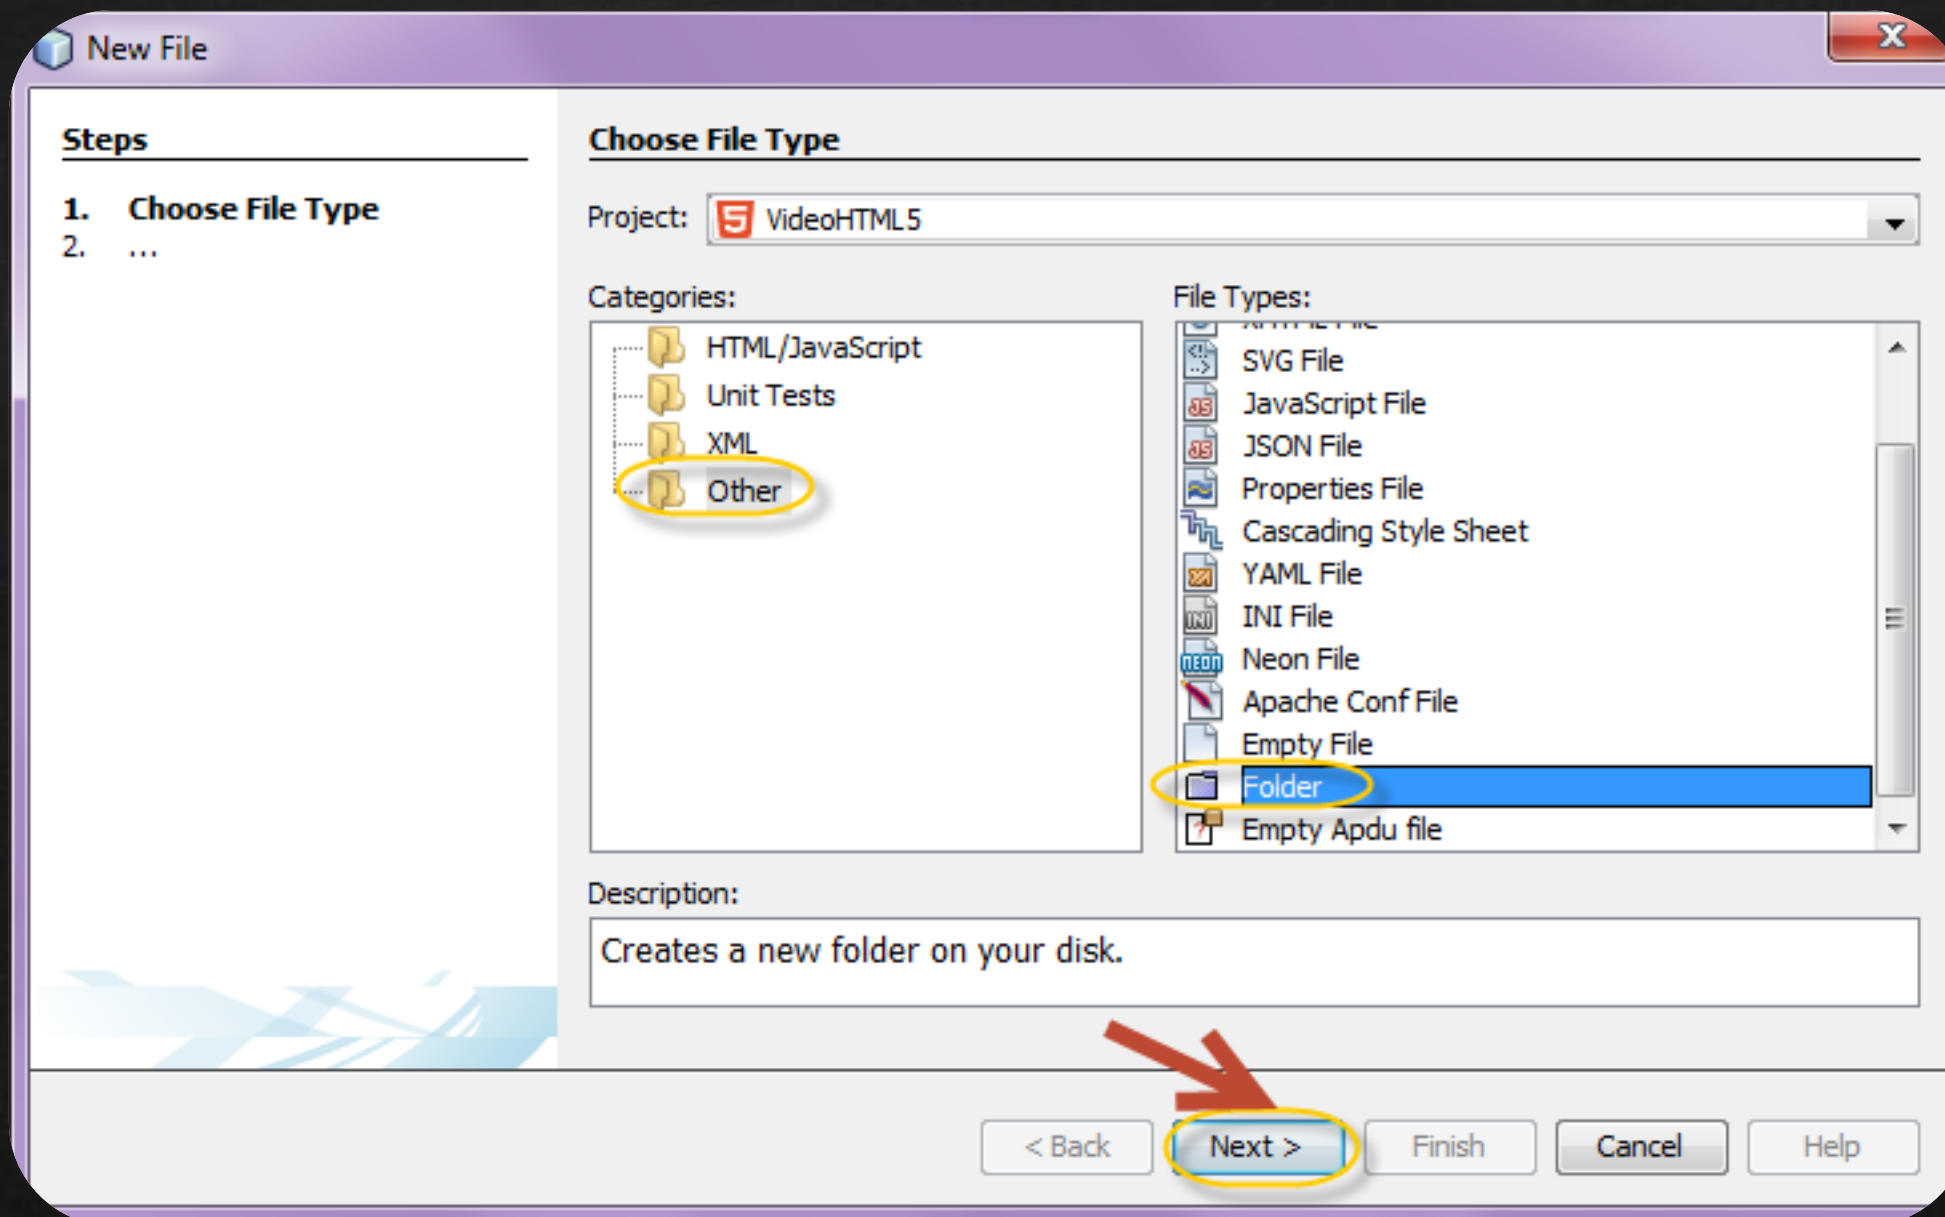 New File
Steps
1. Choose File Type
2. ...
Choose File Type
Project: VideoHTML5
Categories:
HTML/JavaScript
Unit Tests
XML
Other
File Types:
SVG File
JavaScript File
JSON File
Properties File
Cascading Style Sheet
YAML File
INI File
Neon File
Apache Conf File
Empty File
Folder
Empty Apdu file
Description:
Creates a new folder on your disk.
< Back Next > Finish Cancel Help